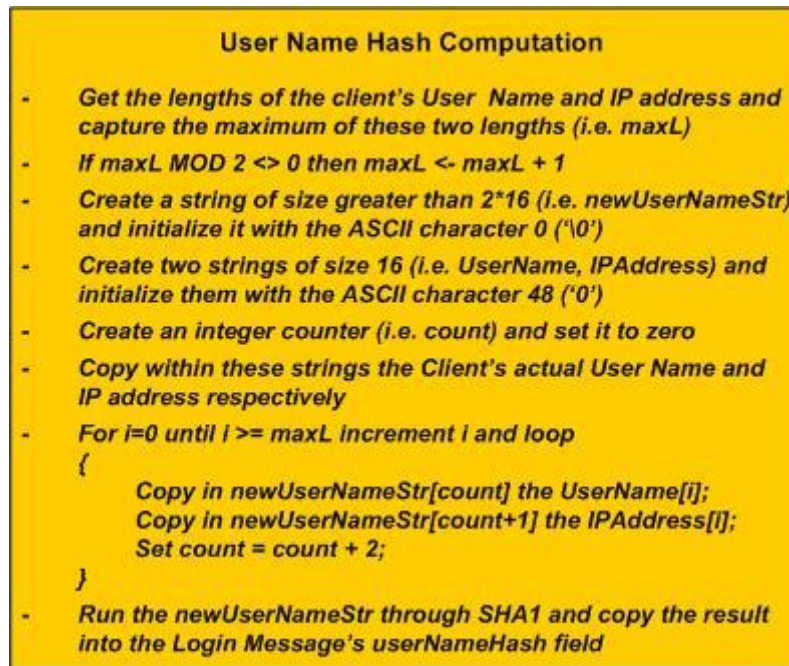 User Name Hash Computation
- Get the lengths of the client's User Name and IP address and
capture the maximum of these two lengths (i.e. maxL)
- If maxL MOD 2 <> 0 then maxL <- maxL + 1
- Create a string of size greater than 2*16 (i.e. newUserNameStr)
and initialize it with the ASCII character 0 ('\0')
- Create two strings of size 16 (i.e. UserName, IPAddress) and
initialize them with the ASCII character 48 ('0')
- Create an integer counter (i.e. count) and set it to zero
- Copy within these strings the Client's actual User Name and
IP address respectively
- For i=0 until i >= maxL increment i and loop
{
Copy in newUserNameStr[count] the UserName[i];
Copy in newUserNameStr[count+1] the IPAddress[i];
Set count = count + 2;
}
- Run the newUserNameStr through SHA1 and copy the result
into the Login Message's userNameHash field